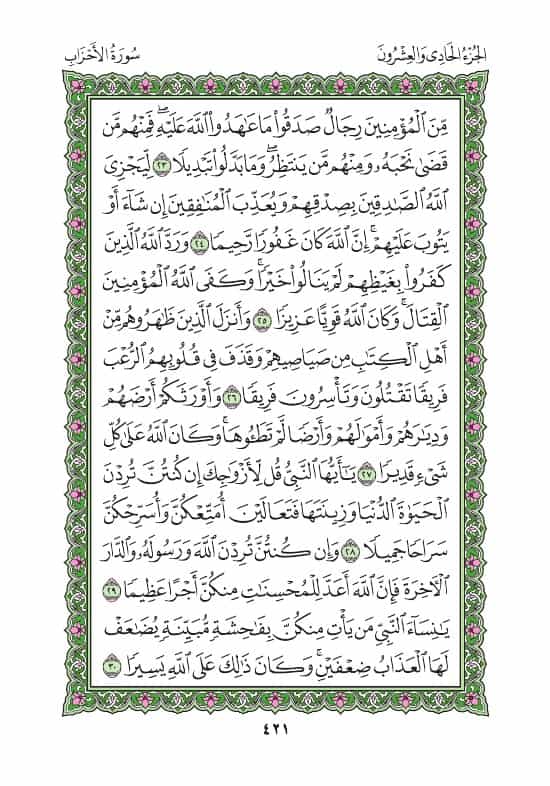 الجُزءُ الحَادِى وَالعِشْرُونَ
سُورَةُ الأَحْزَابِ
مِّنَ ٱلْمُؤْمِنِينَ رِجَالٌ صَدَقُوا۟ مَا عَٰهَدُوا۟ ٱللَّهَ عَلَيْهِ ۖ فَمِنْهُم مَّن
قَضَىٰ نَحْبَهُۥ وَمِنْهُم مَّن يَنتَظِرُ ۖ وَمَا بَدَّلُوا۟ تَبْدِيلًا ٢٣ لِّيَجْزِىَ
ٱللَّهُ ٱلصَّٰدِقِينَ بِصِدْقِهِمْ وَيُعَذِّبَ ٱلْمُنَٰفِقِينَ إِن شَآءَ أَوْ
يَتُوبَ عَلَيْهِمْ ۚ إِنَّ ٱللَّهَ كَانَ غَفُورًا رَّحِيمًا ٢٤ وَرَدَّ ٱللَّهُ ٱلَّذِينَ
كَفَرُوا۟ بِغَيْظِهِمْ لَمْ يَنَالُوا۟ خَيْرًا ۚ وَكَفَى ٱللَّهُ ٱلْمُؤْمِنِينَ
ٱلْقِتَالَ ۚ وَكَانَ ٱللَّهُ قَوِيًّا عَزِيزًا ٢٥ وَأَنزَلَ ٱلَّذِينَ ظَٰهَرُوهُم مِّنْ
أَهْلِ ٱلْكِتَٰبِ مِن صَيَاصِيهِمْ وَقَذَفَ فِى قُلُوبِهِمُ ٱلرُّعْبَ
فَرِيقًا تَقْتُلُونَ وَتَأْسِرُونَ فَرِيقًا ٢٦ وَأَوْرَثَكُمْ أَرْضَهُمْ
وَدِيَٰرَهُمْ وَأَمْوَٰلَهُمْ وَأَرْضًا لَّمْ تَطَـُٔوهَا ۚ وَكَانَ ٱللَّهُ عَلَىٰ كُلِّ
شَىْءٍ قَدِيرًا ٢٧ يَٰٓأَيُّهَا ٱلنَّبِىُّ قُل لِّأَزْوَٰجِكَ إِن كُنتُنَّ تُرِدْنَ
ٱلْحَيَوٰةَ ٱلدُّنْيَا وَزِينَتَهَا فَتَعَالَيْنَ أُمَتِّعْكُنَّ وَأُسَرِّحْكُنَّ
سَرَاحًا جَمِيلًا ٢٨ وَإِن كُنتُنَّ تُرِدْنَ ٱللَّهَ وَرَسُولَهُۥ وَٱلدَّارَ
ٱلْءَاخِرَةَ فَإِنَّ ٱللَّهَ أَعَدَّ لِلْمُحْسِنَٰتِ مِنكُنَّ أَجْرًا عَظِيمًا ٢٩
يَٰنِسَآءَ ٱلنَّبِىِّ مَن يَأْتِ مِنكُنَّ بِفَٰحِشَةٍ مُّبَيِّنَةٍ يُضَٰعَفْ
لَهَا ٱلْعَذَابُ ضِعْفَيْنِ ۚ وَكَانَ ذَٰلِكَ عَلَى ٱللَّهِ يَسِيرًا ٣٠
٤٢١